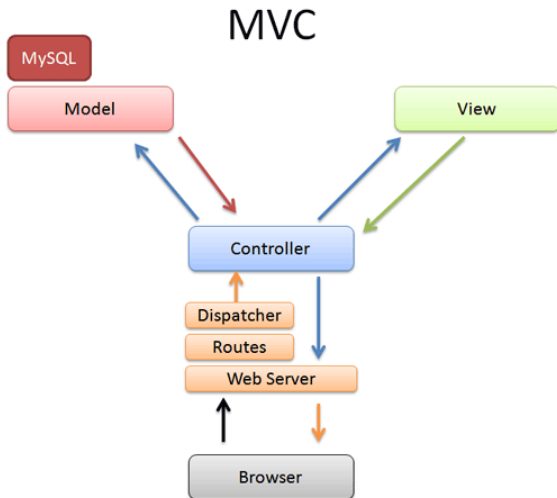 MVC
MySQL
Model
View
Controller
Dispatcher
Routes
Web Server
Browser